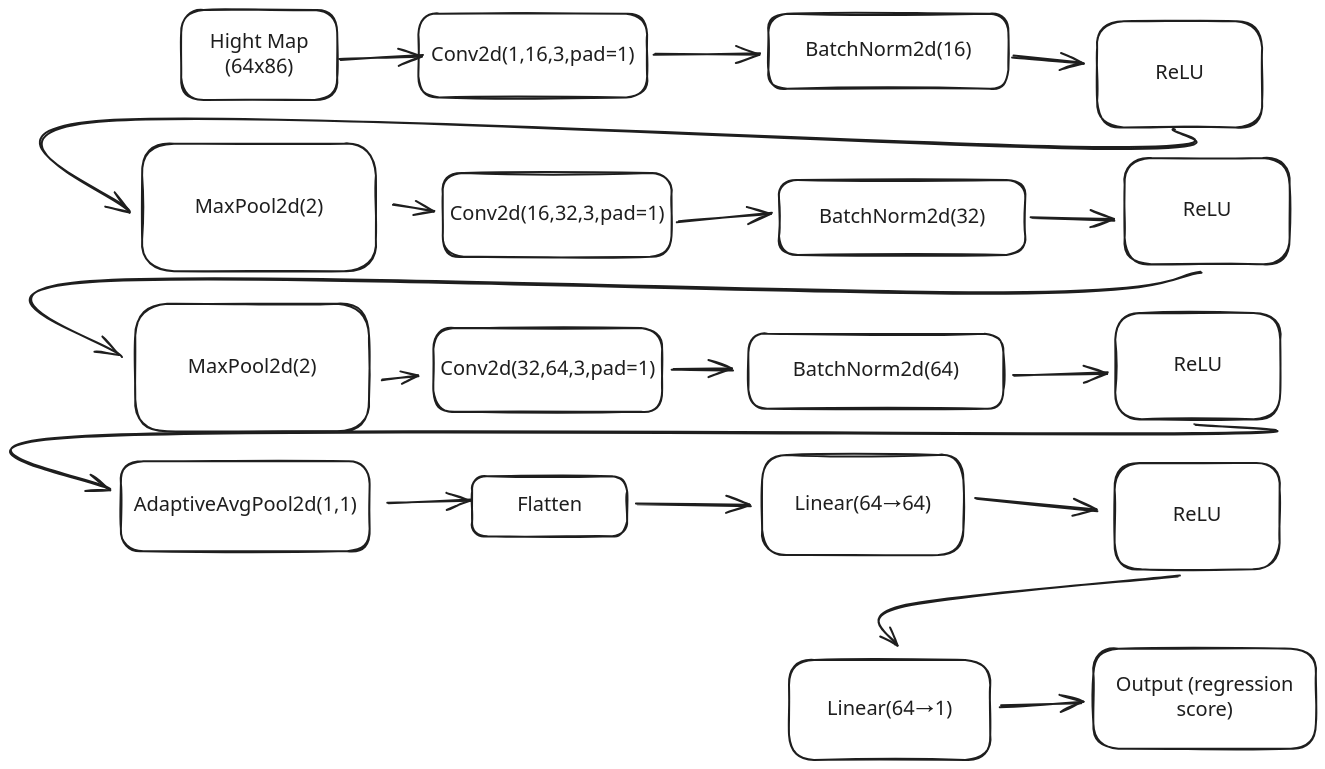 Hight Map
(64x86)
Conv2d(1,16,3,pad=1)
BatchNorm2d(16)
ReLU
MaxPool2d(2)
Conv2d(16,32,3,pad=1)
BatchNorm2d(32)
ReLU
MaxPool2d(2)
Conv2d(32,64,3,pad=1)
BatchNorm2d(64)
ReLU
AdaptiveAvgPool2d(1,1)
Flatten
Linear(64→64)
ReLU
Linear(64→1)
Output (regression
score)